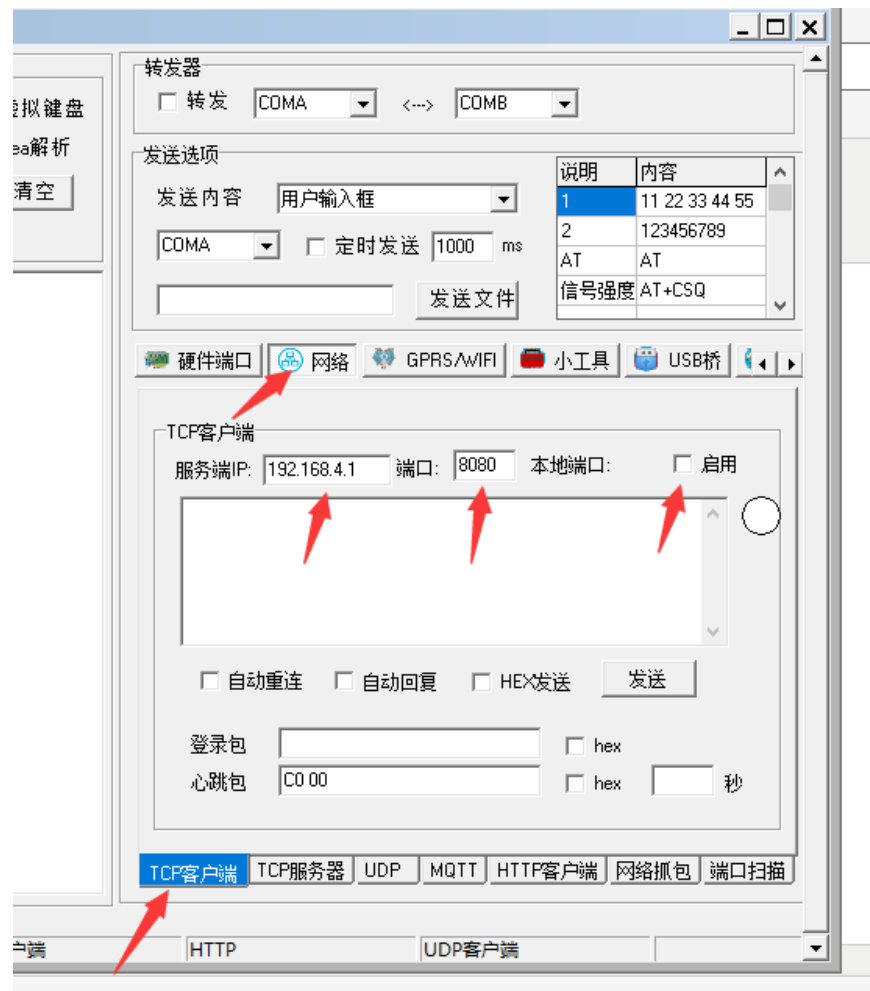 转发器
拟键盘
转发 COMA <--> COMB
解析
发送选项
清空
发送内容 用户输入框
COMA 定时发送 1000 ms
发送文件
说明 内容
1 11 22 33 44 55
2 123456789
AT AT
信号强度 AT+CSQ
硬件端口 网络 GPRS/WIFI 小工具 USB桥
TCP客户端
服务端IP: 192.168.4.1 端口: 8080 本地端口: 启用
自动重连 自动回复 HEX发送 发送
登录包 hex
心跳包 C0 00 hex 秒
TCP客户端 TCP服务器 UDP MQTT HTTP客户端 网络抓包 端口扫描
户端 HTTP UDP客户端